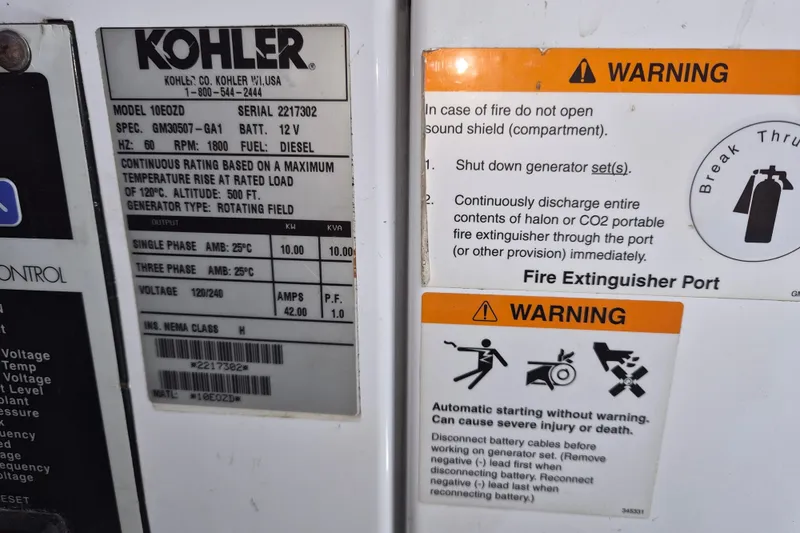 KOHLER®
KOHLER CO. KOHLER WI, USA
1-800-544-2444
MODEL 10EOZD SERIAL 2217302
SPEC. GM30507-GA1 BATT. 12 V
HZ: 60 RPM: 1800 FUEL: DIESEL
CONTINUOUS RATING BASED ON A MAXIMUM
TEMPERATURE RISE AT RATED LOAD
OF 120°C. ALTITUDE: 500 FT.
GENERATOR TYPE: ROTATING FIELD
OUTPUT KW KVA
SINGLE PHASE AMB: 25°C 10.00 10.00
THREE PHASE AMB: 25°C
VOLTAGE 120/240 AMPS P.F.
42.00 1.0
INS. NEMA CLASS H
*2217302*
MATL: *10EOZD*
ONTROL
Voltage
Temp
Voltage
t Level
olant
essure
uency
ed
age
equency
oltage
ESET
WARNING
In case of fire do not open
sound shield (compartment).
1. Shut down generator set(s).
2. Continuously discharge entire
contents of halon or CO2 portable
fire extinguisher through the port
(or other provision) immediately.
Break Thru
Fire Extinguisher Port
GM
WARNING
Automatic starting without warning.
Can cause severe injury or death.
Disconnect battery cables before
working on generator set. (Remove
negative (-) lead first when
disconnecting battery. Reconnect
negative (-) lead last when
reconnecting battery.)
345331